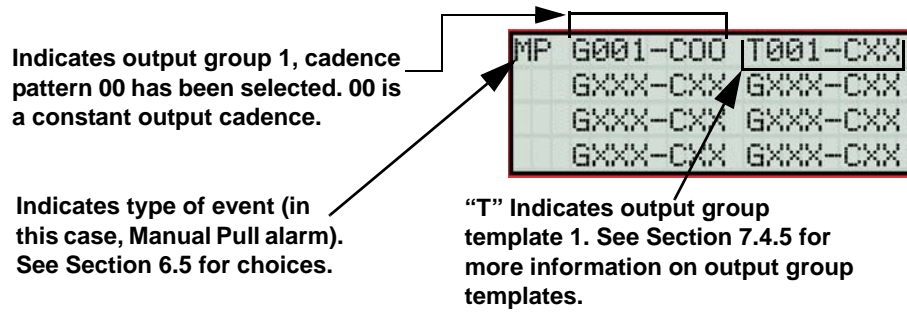 Indicates output group 1, cadence
pattern 00 has been selected. 00 is
a constant output cadence.
MP G001-C00 T001-CXX
GXXX-CXX GXXX-CXX
GXXX-CXX GXXX-CXX
GXXX-CXX GXXX-CXX
Indicates type of event (in
this case, Manual Pull alarm).
See Section 6.5 for choices.
“T” Indicates output group
template 1. See Section 7.4.5 for
more information on output group
templates.